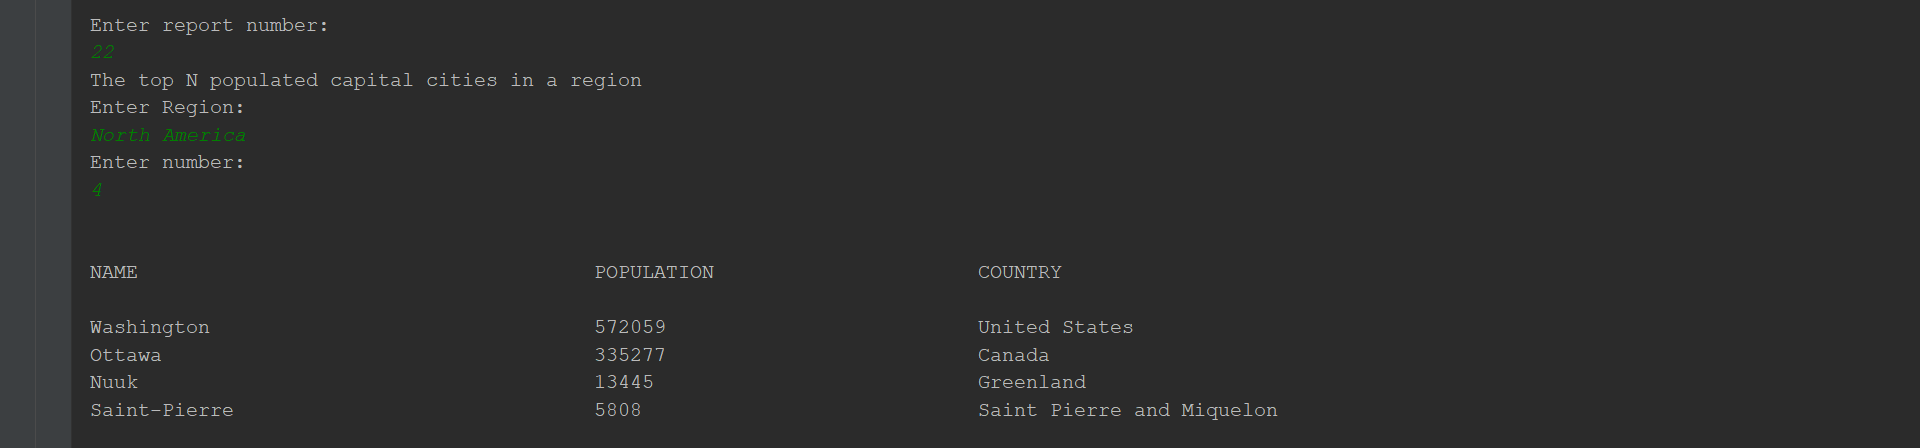 Enter report number:
22
The top N populated capital cities in a region
Enter Region:
North America
Enter number:
4
NAME POPULATION COUNTRY
Washington 572059 United States
Ottawa 335277 Canada
Nuuk 13445 Greenland
Saint-Pierre 5808 Saint Pierre and Miquelon